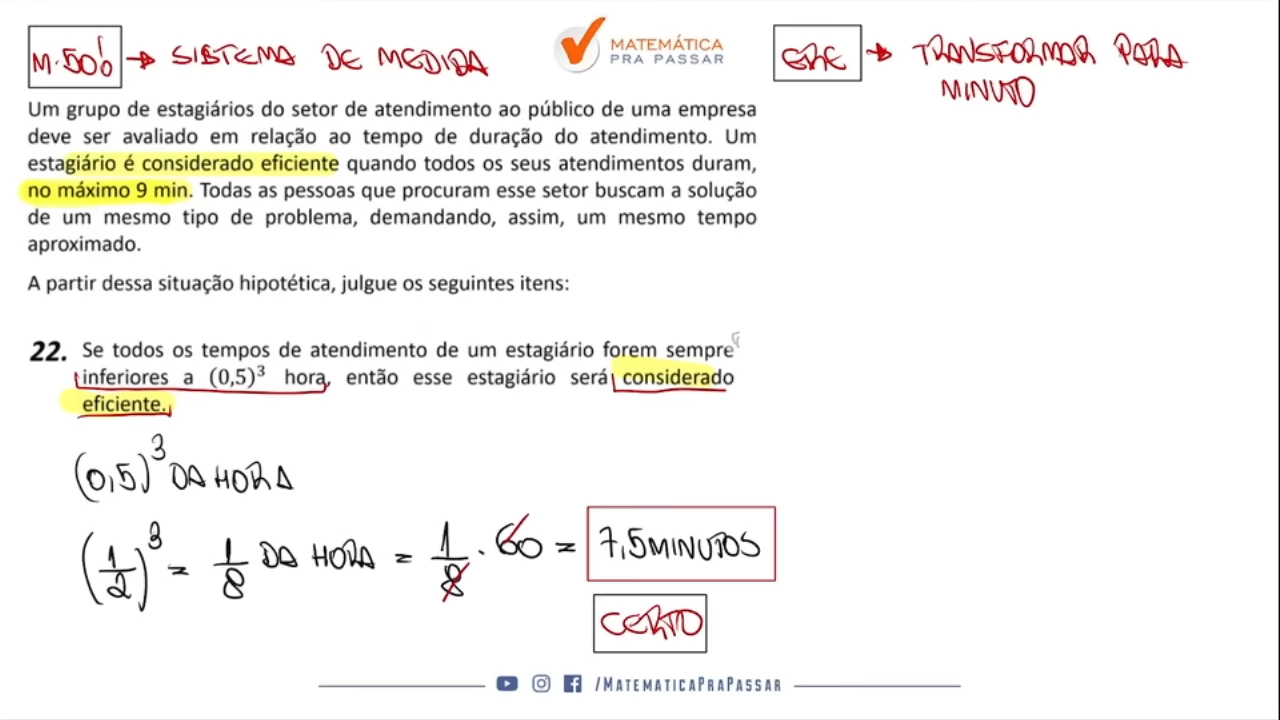 M.50% → SISTEMA DE MEDIDA
MATEMÁTICA
PRA PASSAR
→ TRANSFORMAR PARA
MINUTO
Um grupo de estagiários do setor de atendimento ao público de uma empresa
deve ser avaliado em relação ao tempo de duração do atendimento. Um
estagiário é considerado eficiente quando todos os seus atendimentos duram,
no máximo 9 min. Todas as pessoas que procuram esse setor buscam a solução
de um mesmo tipo de problema, demandando, assim, um mesmo tempo
aproximado.
A partir dessa situação hipotética, julgue os seguintes itens:
22. Se todos os tempos de atendimento de um estagiário forem sempre
inferiores a (0,5)³ hora, então esse estagiário será considerado
eficiente.
(0,5)³ DA HORA
(1/2)³ = 1/8 DA HORA = 1/8 . 60 = 7,5 MINUTOS
CERTO
/MATEMATICAPRAPASSAR